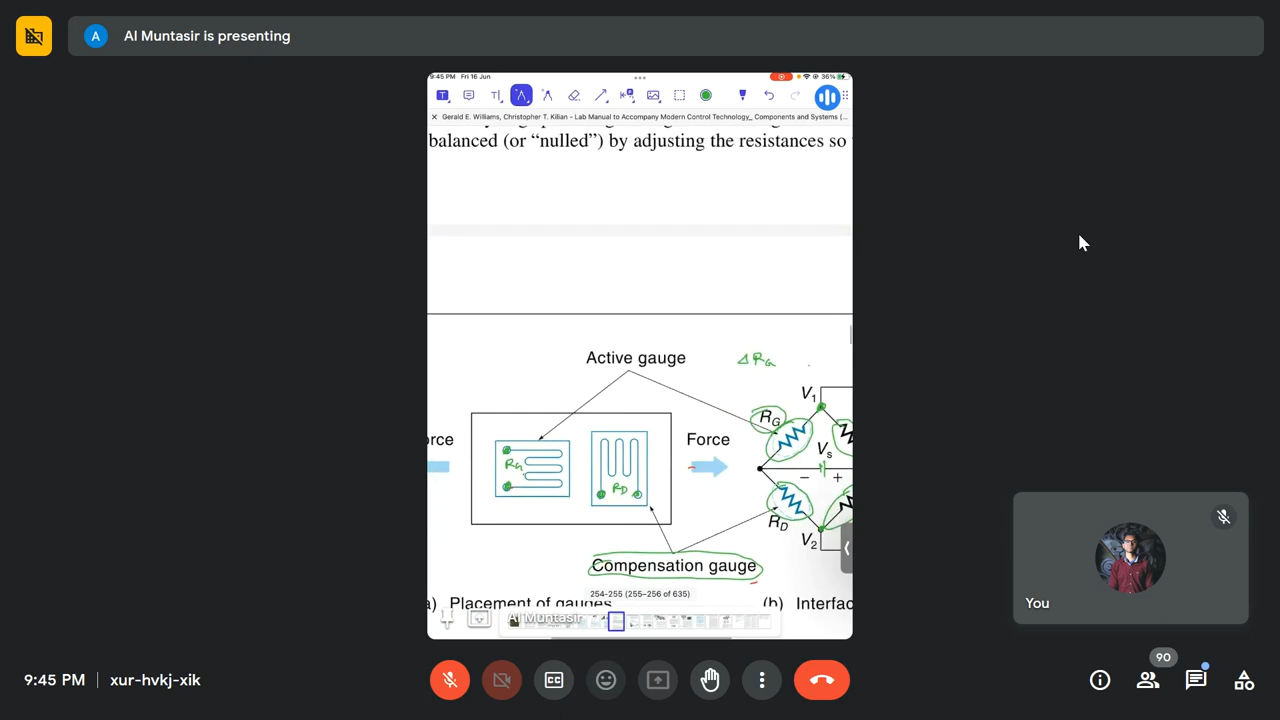 A
Al Muntasir is presenting
9:45 PM Fri 16 Jun
36%
T
T
Gerald E. Williams, Christopher T. Kilian - Lab Manual to Accompany Modern Control Technology_ Components and Systems (...
balanced (or “nulled”) by adjusting the resistances so
Active gauge
Δ RG
V1
RG
orce
Force
Vs
RG
RD
- +
RD
V2
Compensation gauge
254-255 (255-256 of 635)
a) Placement of gauges
(b) Interfac
Al Muntasir
You
9:45 PM | xur-hvkj-xik
CC
90